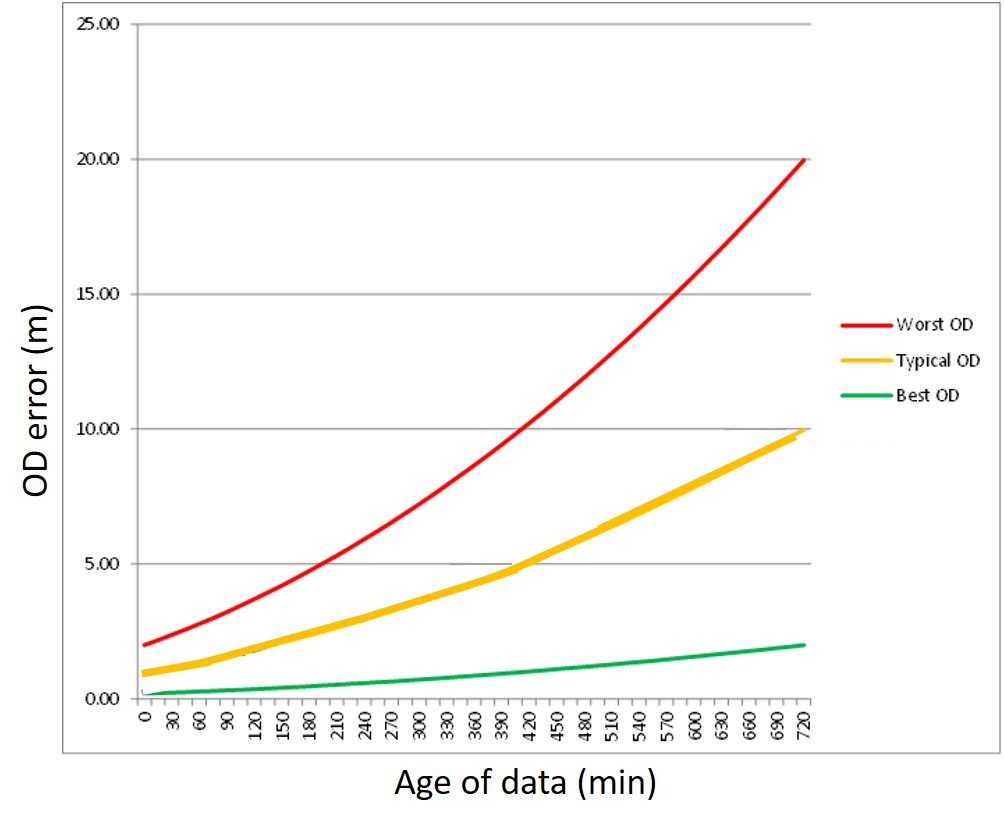 25.00
20.00
15.00
10.00
5.00
0.00
OD error (m)
0 30 60 90 120 150 180 210 240 270 300 330 360 390 420 450 480 510 540 570 600 630 660 690 720
Age of data (min)
Worst OD
Typical OD
Best OD